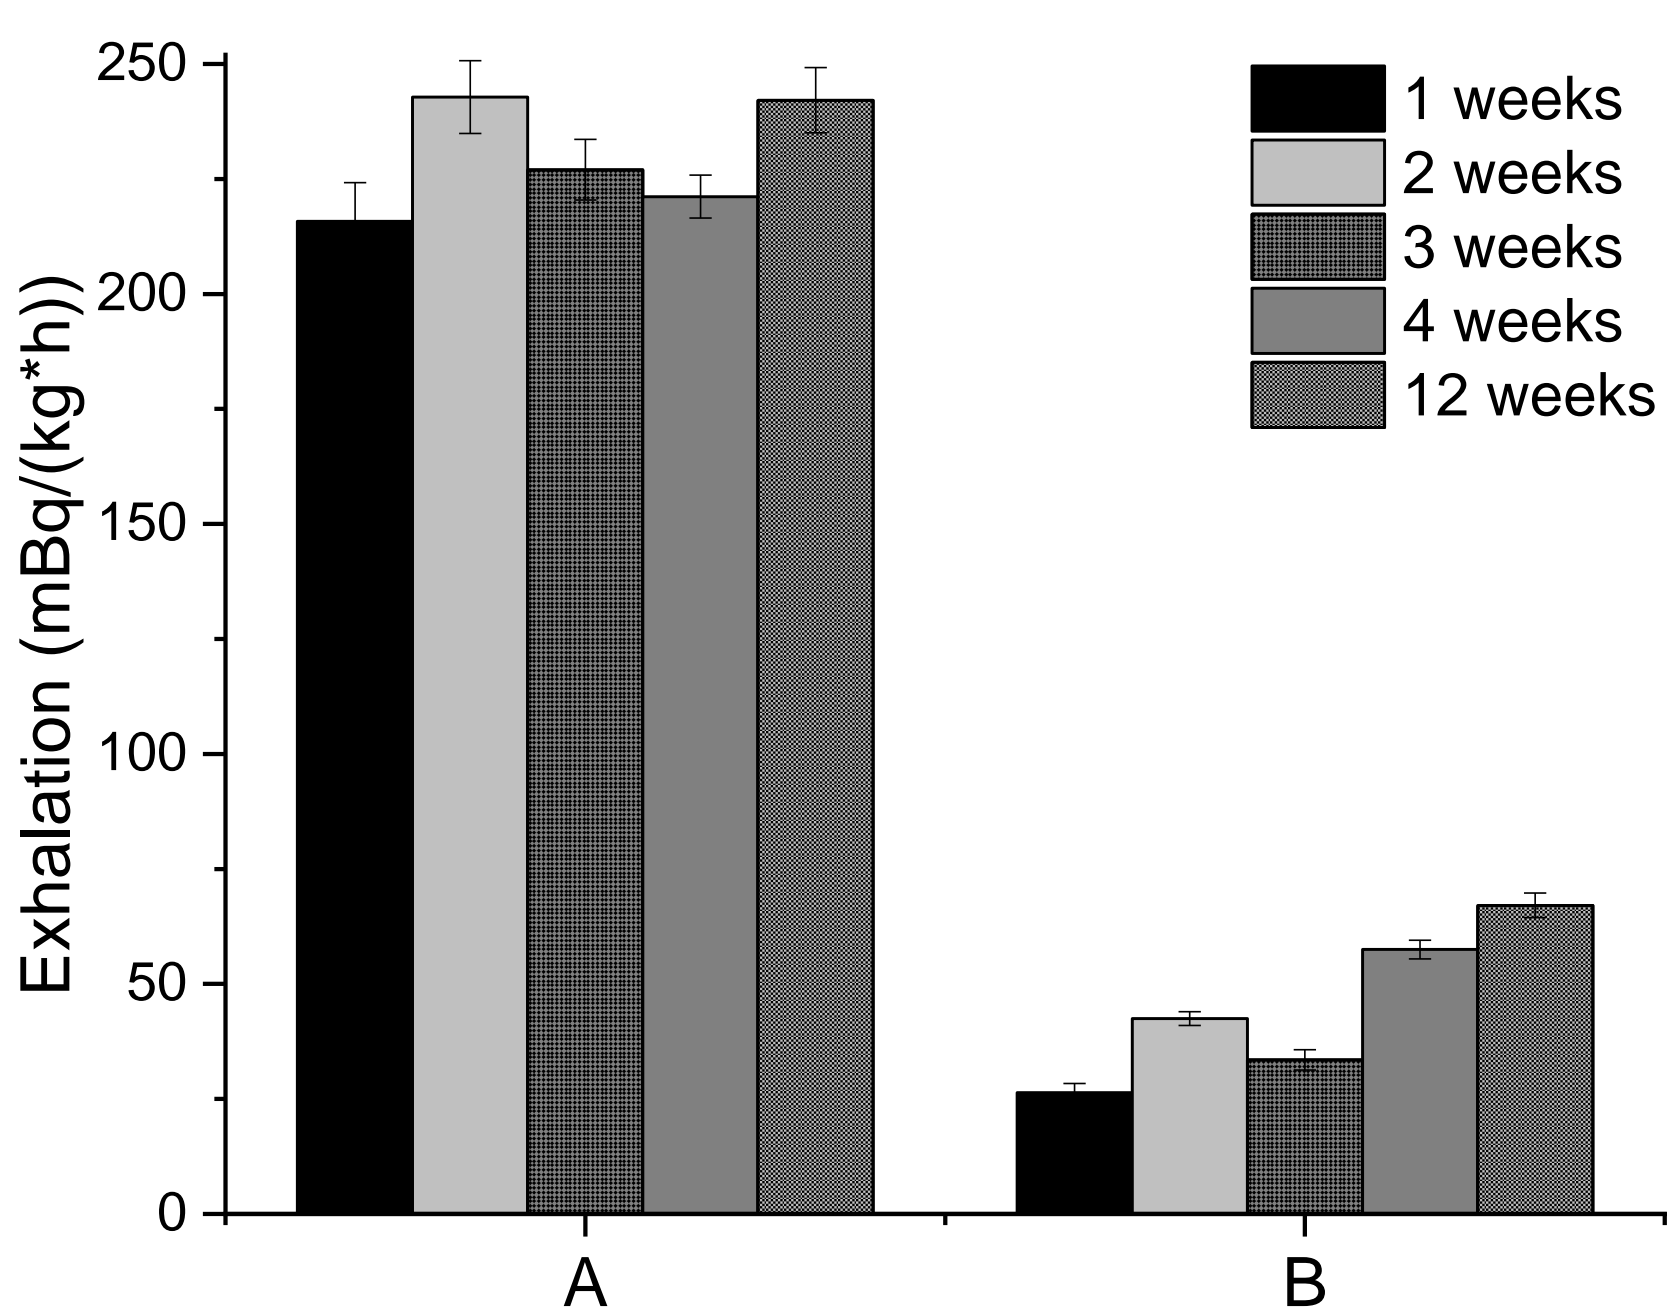 Exhalation (mBq/(kg*h))
250
200
150
100
50
0
A
B
1 weeks
2 weeks
3 weeks
4 weeks
12 weeks